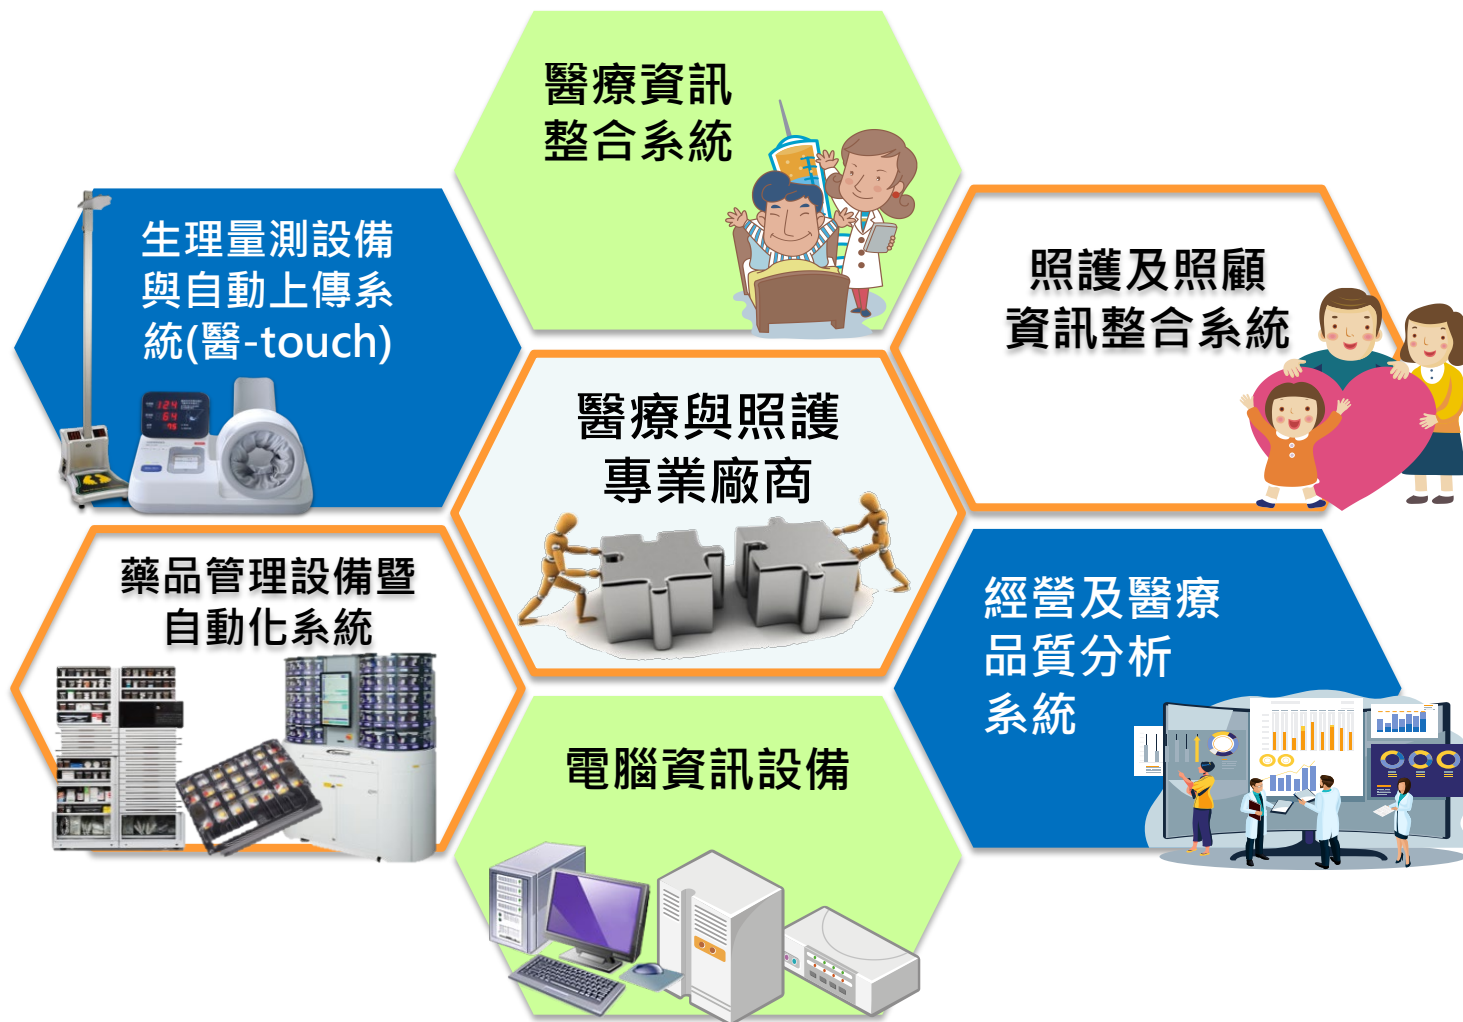 醫療資訊
整合系統
生理量測設備
與自動上傳系
統(醫-touch)
照護及照顧
資訊整合系統
醫療與照護
專業廠商
藥品管理設備暨
自動化系統
經營及醫療
品質分析
系統
電腦資訊設備
124
64